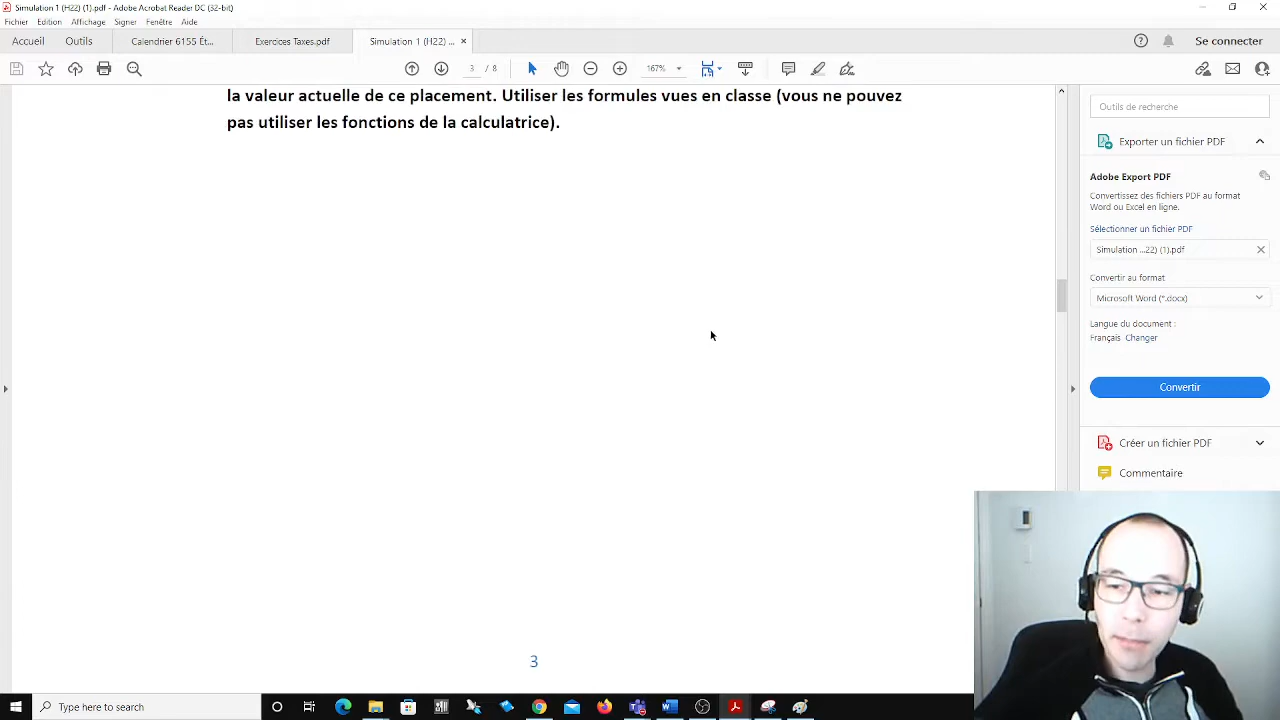 Simulation 1 (H22) (1).pdf - Adobe Acrobat Reader DC (32-bit)
Fichier Edition Affichage Signer Fenêtre Aide
Accueil Outils Calendrier 6155 Ét... Exercices Taxes.pdf Simulation 1 (H22) ... × Se connecter
3 / 8 167%
la valeur actuelle de ce placement. Utiliser les formules vues en classe (vous ne pouvez
pas utiliser les fonctions de la calculatrice).
3
Outils de recherche
Exporter un fichier PDF
Adobe Export PDF
Convertissez des fichiers PDF au format
Word ou Excel en ligne.
Sélectionner un fichier PDF
Simulation ...22) (1).pdf
Convertir au format
Microsoft Word (*.docx)
Langue du document :
Français Changer
Convertir
Créer un fichier PDF
Commentaire
Type here to search